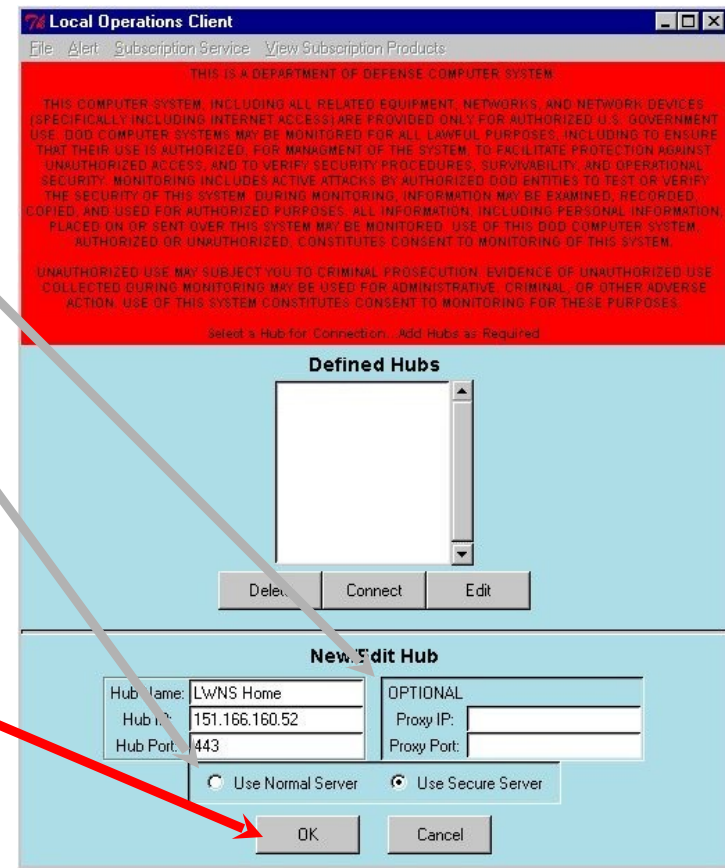 Local Operations Client
File Alert Subscription Service View Subscription Products
THIS IS A DEPARTMENT OF DEFENSE COMPUTER SYSTEM
THIS COMPUTER SYSTEM, INCLUDING ALL RELATED EQUIPMENT, NETWORKS, AND NETWORK DEVICES
(SPECIFICALLY INCLUDING INTERNET ACCESS) ARE PROVIDED ONLY FOR AUTHORIZED U.S. GOVERNMENT
USE. DOD COMPUTER SYSTEMS MAY BE MONITORED FOR ALL LAWFUL PURPOSES, INCLUDING TO ENSURE
THAT THEIR USE IS AUTHORIZED, FOR MANAGMENT OF THE SYSTEM, TO FACILITATE PROTECTION AGAINST
UNAUTHORIZED ACCESS, AND TO VERIFY SECURITY PROCEDURES, SURVIVABILITY, AND OPERATIONAL
SECURITY. MONITORING INCLUDES ACTIVE ATTACKS BY AUTHORIZED DOD ENTITIES TO TEST OR VERIFY
THE SECURITY OF THIS SYSTEM. DURING MONITORING, INFORMATION MAY BE EXAMINED, RECORDED,
COPIED, AND USED FOR AUTHORIZED PURPOSES. ALL INFORMATION, INCLUDING PERSONAL INFORMATION,
PLACED ON OR SENT OVER THIS SYSTEM MAY BE MONITORED. USE OF THIS DOD COMPUTER SYSTEM,
AUTHORIZED OR UNAUTHORIZED, CONSTITUTES CONSENT TO MONITORING OF THIS SYSTEM.
UNAUTHORIZED USE MAY SUBJECT YOU TO CRIMINAL PROSECUTION. EVIDENCE OF UNAUTHORIZED USE
COLLECTED DURING MONITORING MAY BE USED FOR ADMINISTRATIVE, CRIMINAL, OR OTHER ADVERSE
ACTION. USE OF THIS SYSTEM CONSTITUTES CONSENT TO MONITORING FOR THESE PURPOSES.
Select a Hub for Connection...Add Hubs as Required
Defined Hubs
Delete Connect Edit
New/Edit Hub
Hub Name: LWNS Home OPTIONAL
Hub IP: 151.166.160.52 Proxy IP:
Hub Port: 443 Proxy Port:
Use Normal Server Use Secure Server
OK Cancel